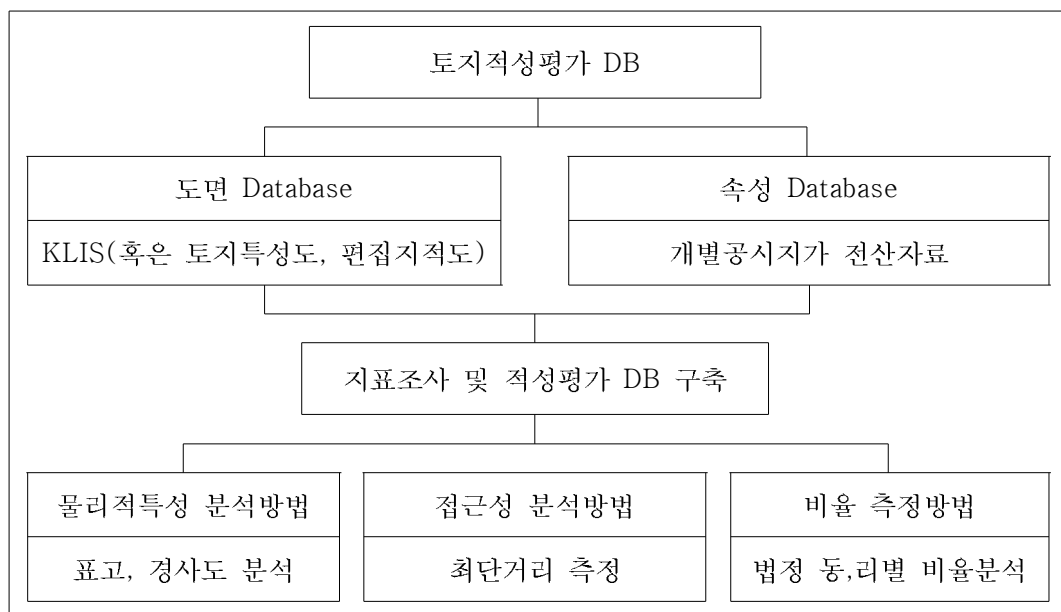 토지적성평가 DB
도면 Database
속성 Database
KLIS(혹은 토지특성도, 편집지적도)
개별공시지가 전산자료
지표조사 및 적성평가 DB 구축
물리적특성 분석방법
접근성 분석방법
비율 측정방법
표고, 경사도 분석
최단거리 측정
법정 동,리별 비율분석